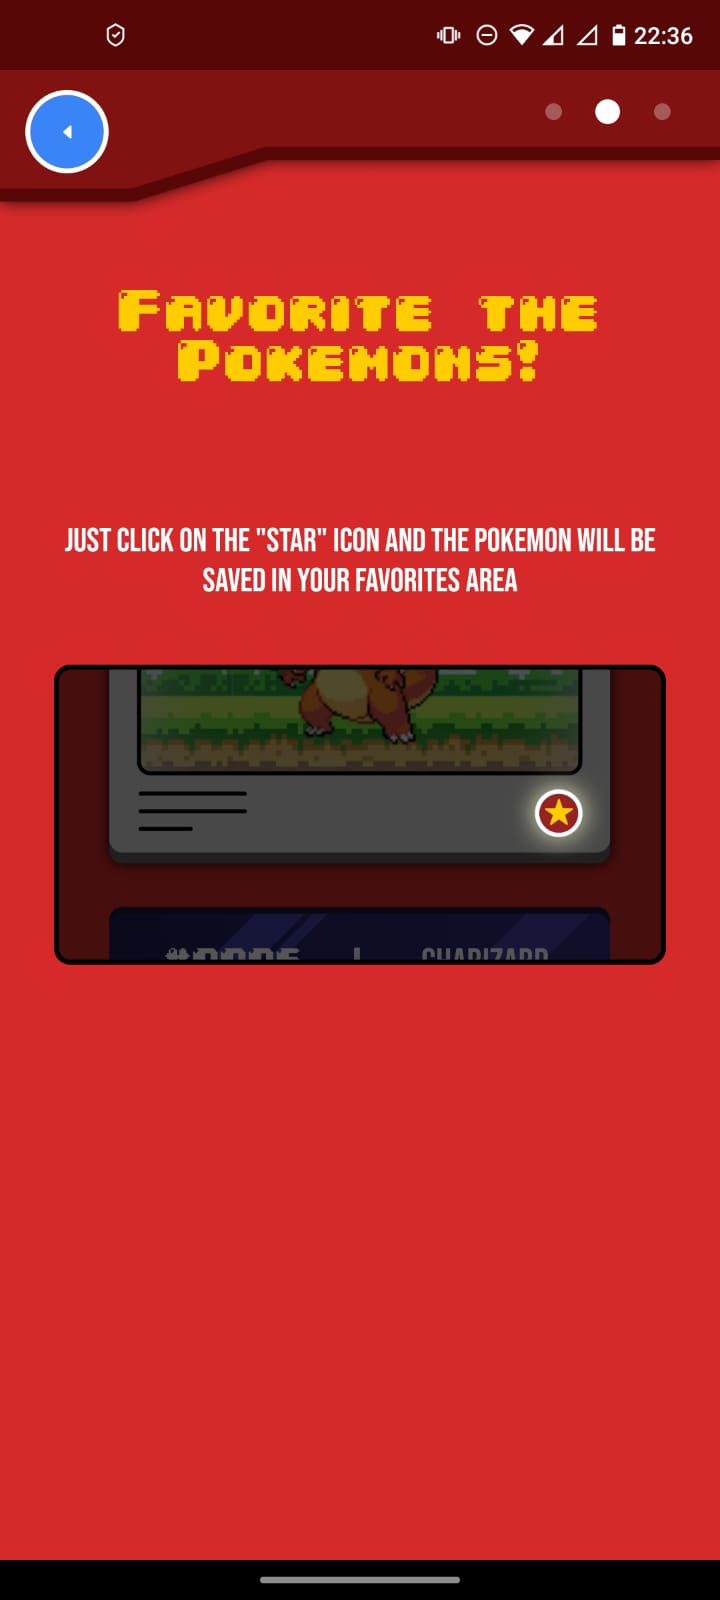 22:36
FAVORITE THE
POKEMONS!
JUST CLICK ON THE "STAR" ICON AND THE POKEMON WILL BE
SAVED IN YOUR FAVORITES AREA
CHARIZARD